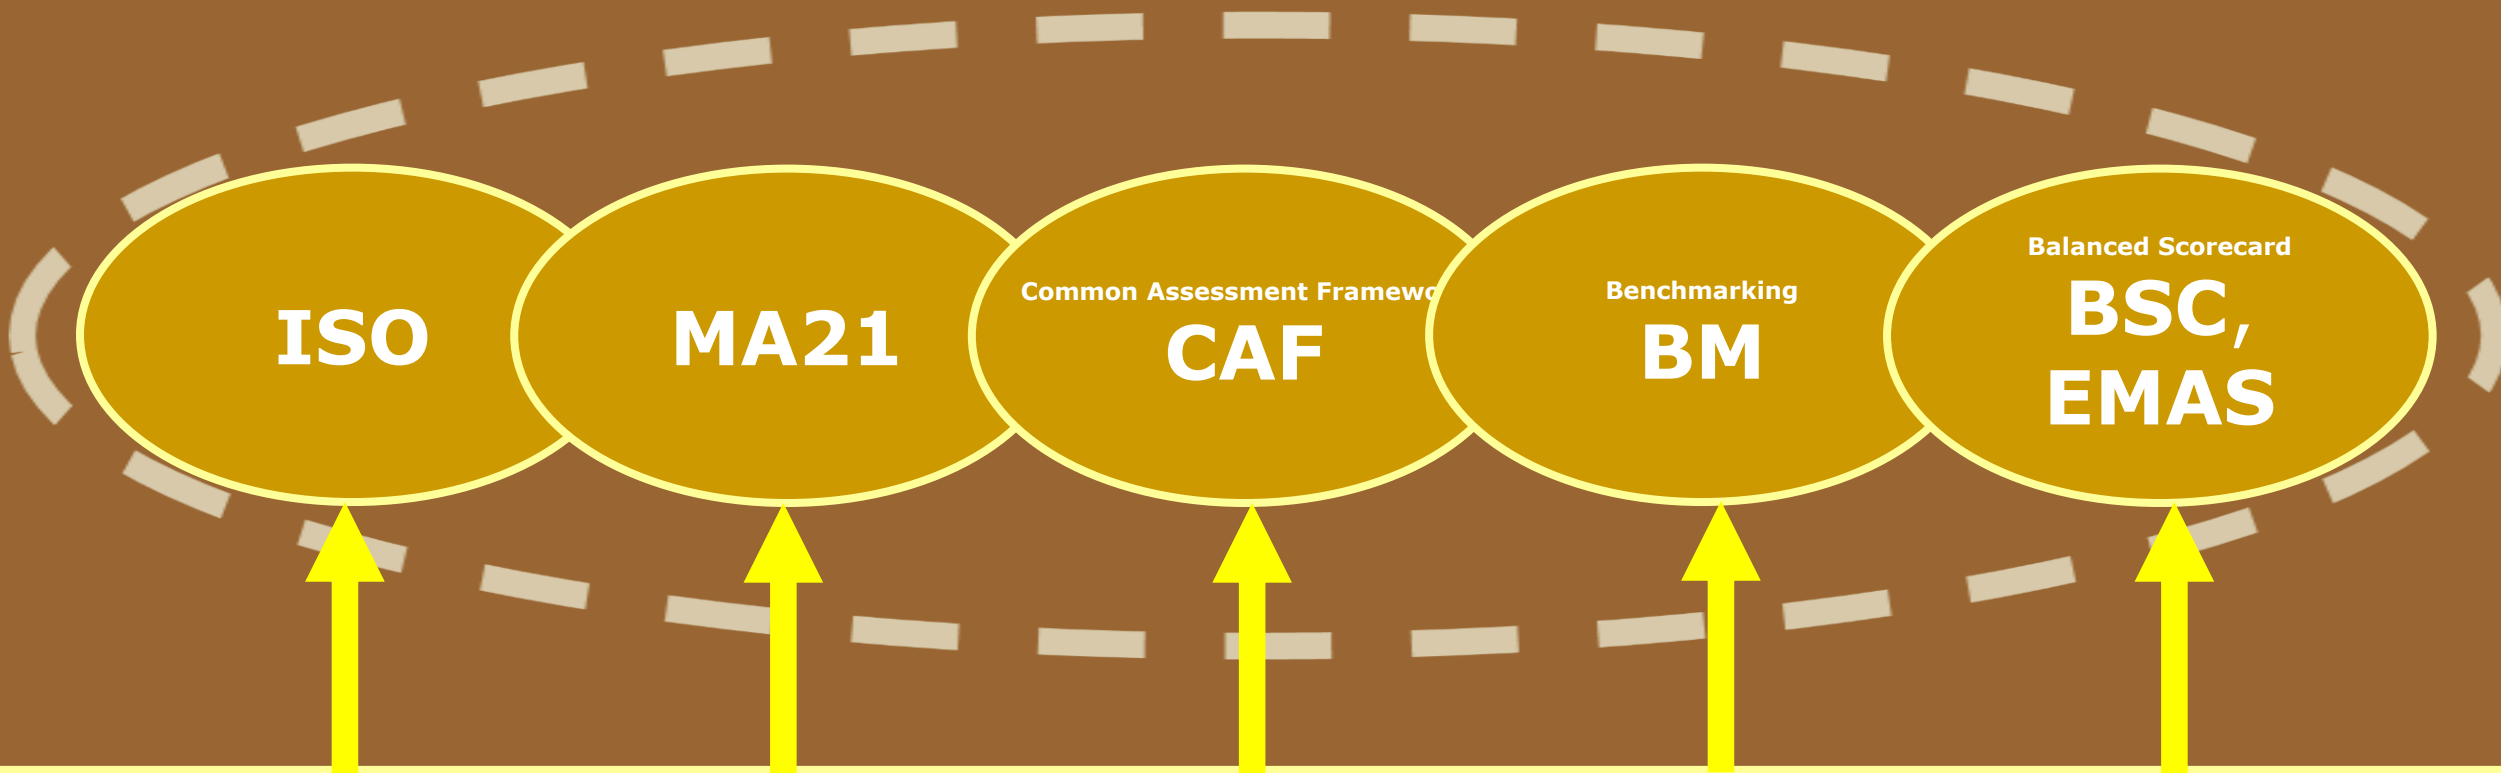 ISO
MA21
Common Assessment Framewo
CAF
Benchmarking
BM
Balanced Scorecard
BSC,
EMAS